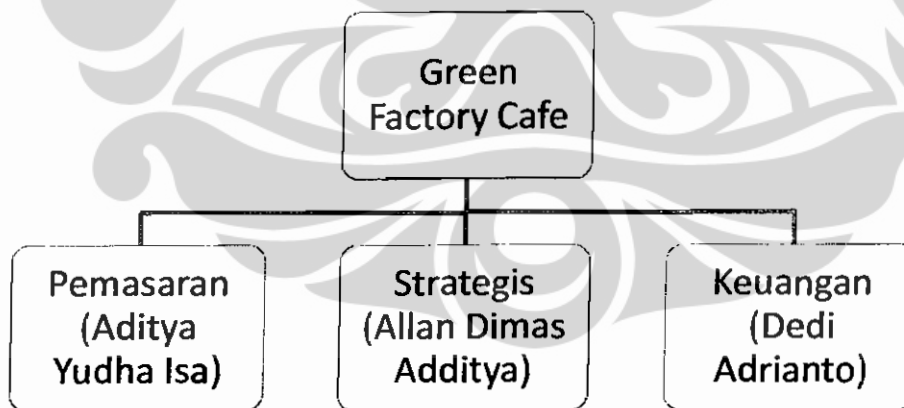 Green
Factory Cafe
Pemasaran
(Aditya
Yudha Isa)
Strategis
(Allan Dimas
Additya)
Keuangan
(Dedi
Adrianto)